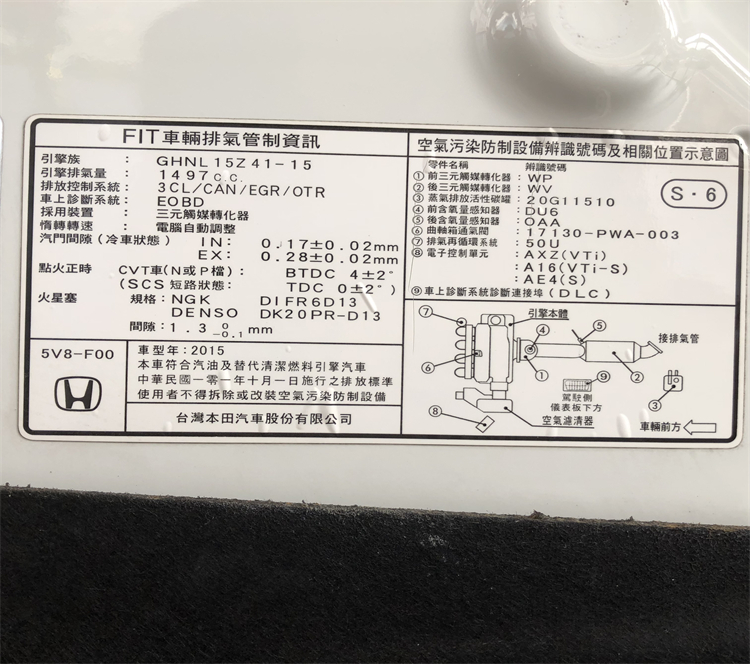 FIT車輛排氣管制資訊
引擎族: GHNL15Z41-15
引擎排氣量: 1497c.c.
排放控制系統: 3CL/CAN/EGR/OTR
車上診斷系統: EOBD
採用裝置: 三元觸媒轉化器
惰轉轉速: 電腦自動調整
汽門間隙(冷車狀態) IN: 0.17±0.02mm
EX: 0.28±0.02mm
點火正時 CVT車(N或P檔): BTDC 4±2°
(SCS 短路狀態: TDC 0±2°)
火星塞 規格: NGK DIFR6D13
DENSO DK20PR-D13
間隙: 1.3 0 -0.1 mm
5V8-F00
車型年: 2015
本車符合汽油及替代清潔燃料引擎汽車
中華民國一〇一年十月一日施行之排放標準
使用者不得拆除或改裝空氣污染防制設備
台灣本田汽車股份有限公司
空氣污染防制設備辨識號碼及相關位置示意圖
零件名稱 辨識號碼
①前三元觸媒轉化器: WP
②後三元觸媒轉化器: WV
③蒸氣排放活性碳罐: 20G11510
④前含氧量感知器: DU6
⑤後含氧量感知器: OAA
⑥曲軸箱通氣閥: 17130-PWA-003
⑦排氣再循環系統: 50U
⑧電子控制單元: AXZ(VTi)
: A16(VTi-S)
: AE4(S)
⑨車上診斷系統診斷連接埠(DLC)
S·6
引擎本體
⑦
④
⑤
接排氣管
⑥
①
⑨
②
③
駕駛側
儀表板下方
⑧
空氣濾清器
車輛前方